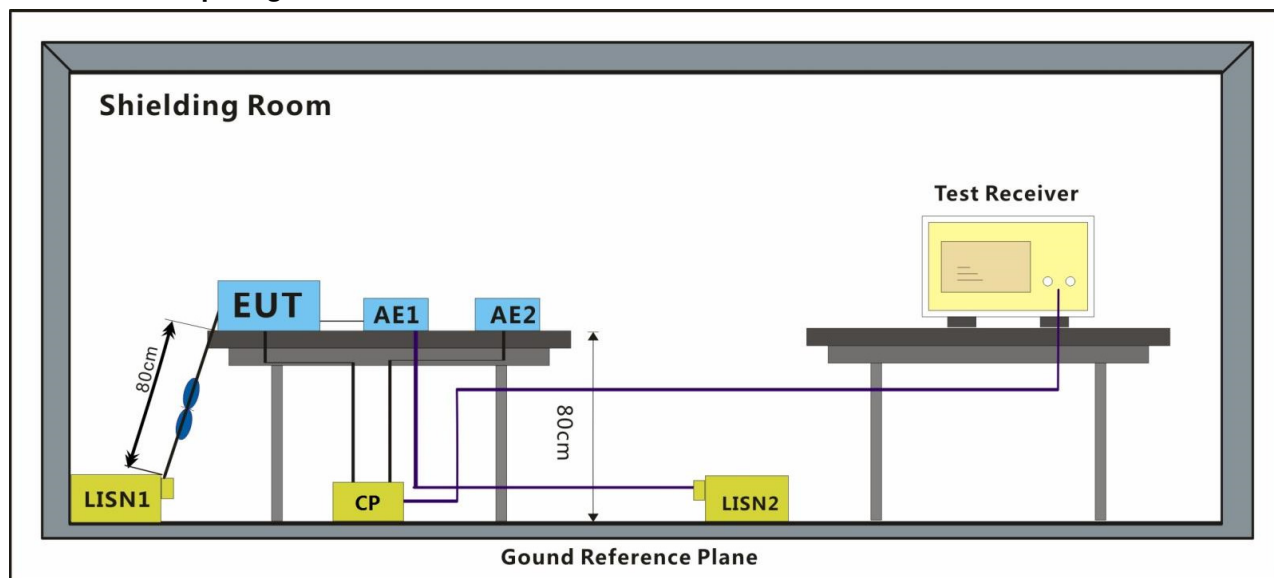 Shielding Room
Test Receiver
EUT
AE1
AE2
80cm
80cm
LISN1
CP
LISN2
Gound Reference Plane